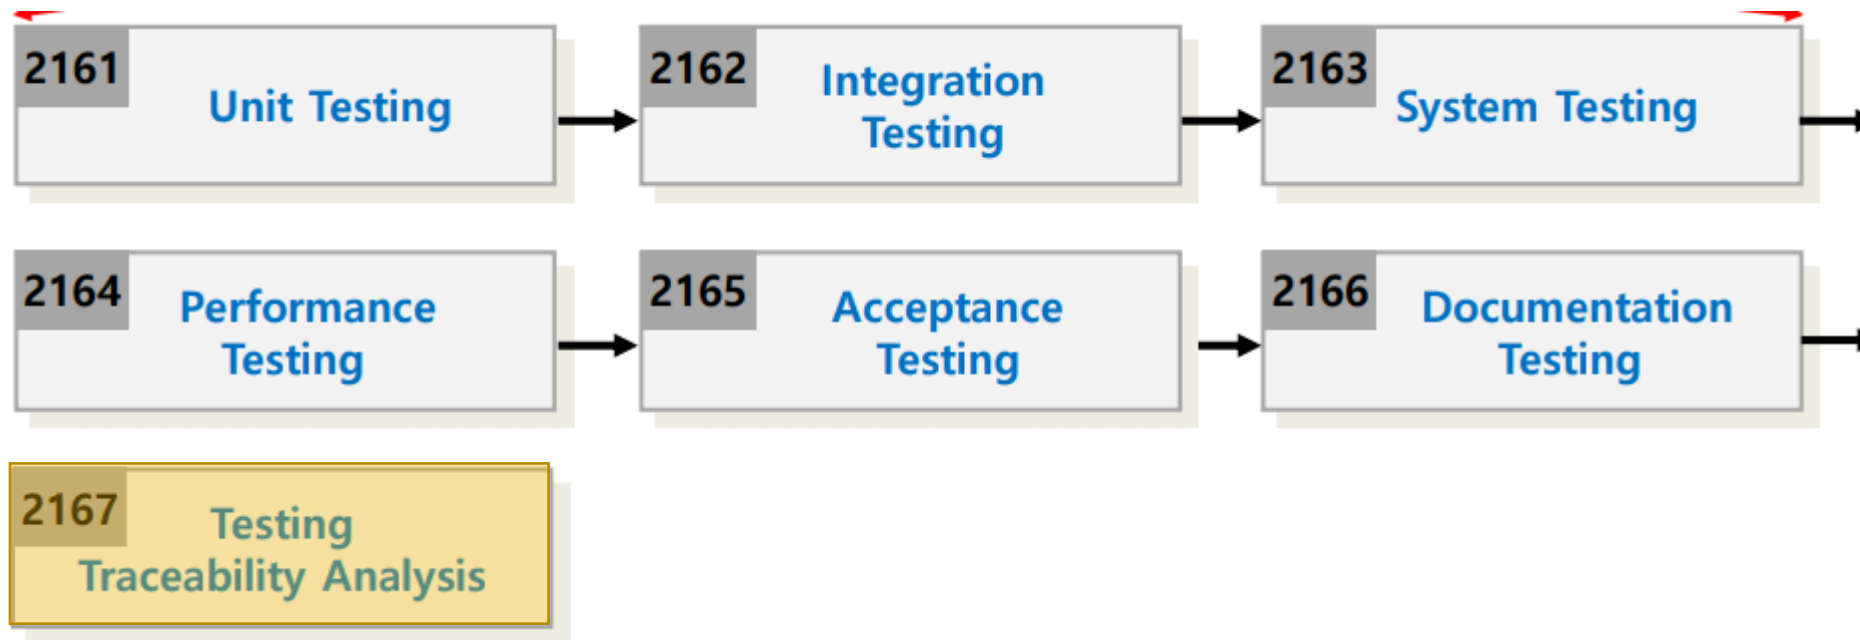 2161
Unit Testing
2162
Integration
Testing
2163
System Testing
2164
Performance
Testing
2165
Acceptance
Testing
2166
Documentation
Testing
2167
Testing
Traceability Analysis